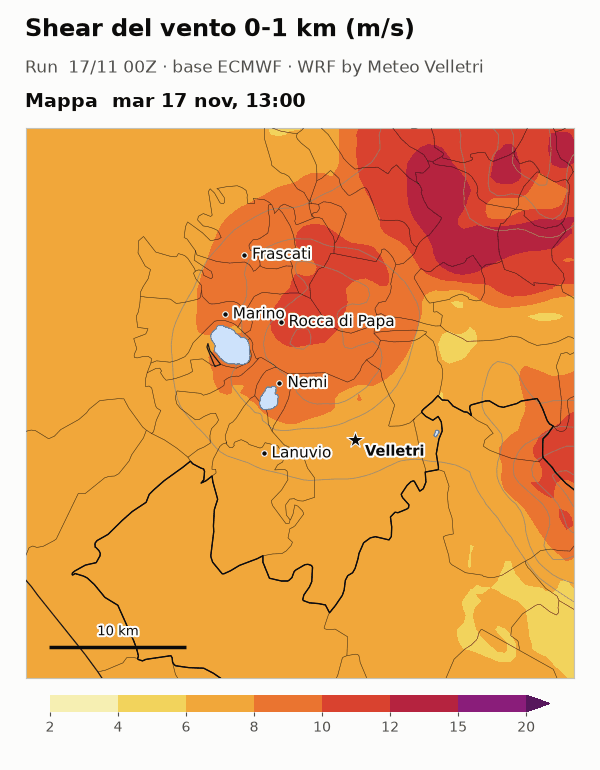 Shear del vento 0-1 km (m/s)
Run  17/11 00Z · base ECMWF · WRF by Meteo Velletri
Mappa  mar 17 nov, 13:00
Frascati
Marino
Rocca di Papa
Nemi
Velletri
Lanuvio
10 km
2 4 6 8 10 12 15 20